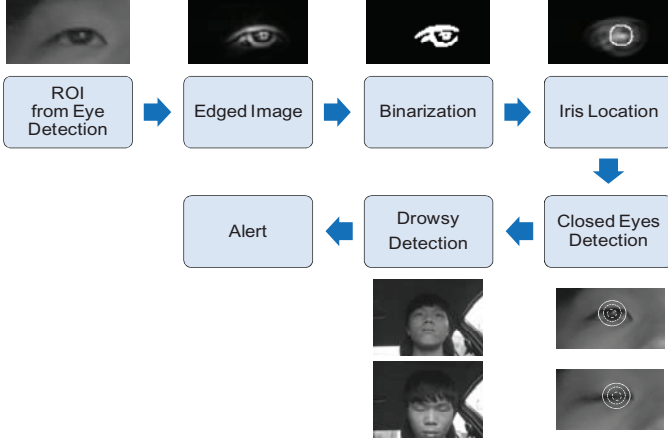 ROI
from Eye
Detection
Edged Image
Binarization
Iris Location
Closed Eyes
Detection
Drowsy
Detection
Alert